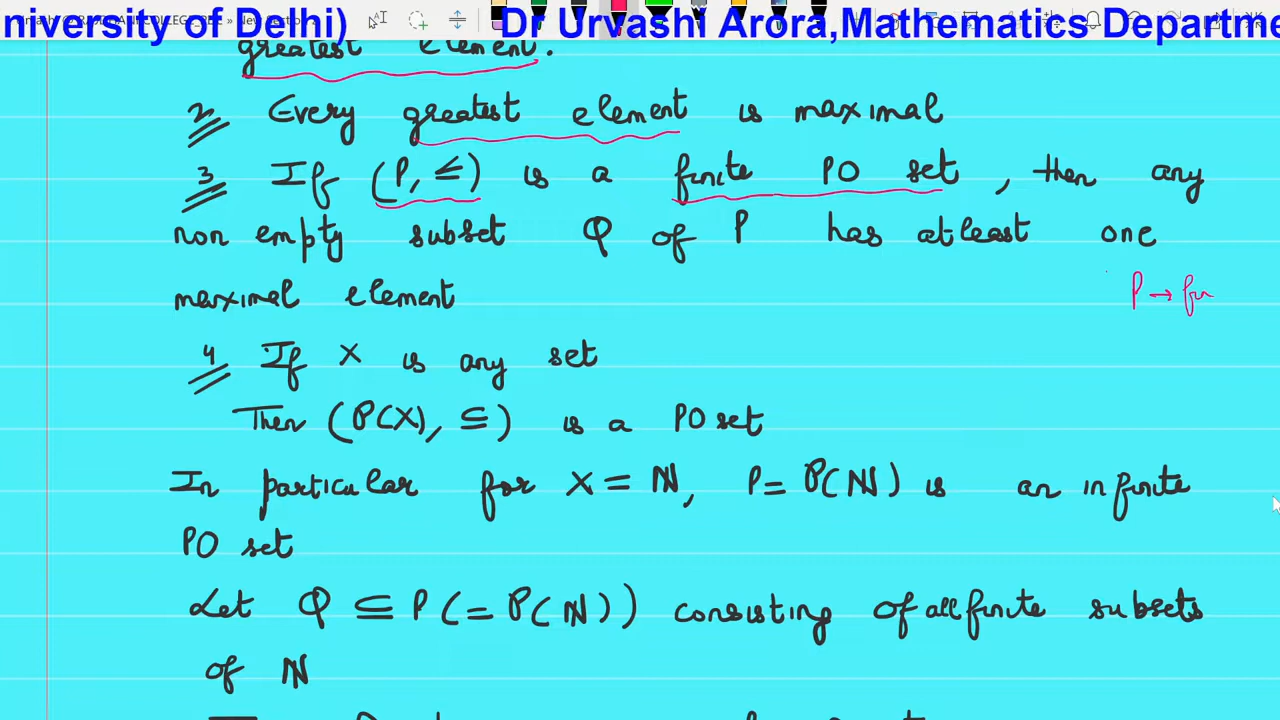 niversity of Delhi) Dr Urvashi Arora,Mathematics Departme
greatest element.
2 Every greatest element is maximal
3 If (P, ≤) is a finite PO set, then any
non empty subset Q of P has atleast one
maximal element
P → fin
4 If X is any set
Then (P(X), ⊆) is a PO set
In particular for X = ℕ, P = P(ℕ) is an infinite
PO set
Let Q ⊆ P (= P(ℕ)) consisting of all finite subsets
of ℕ